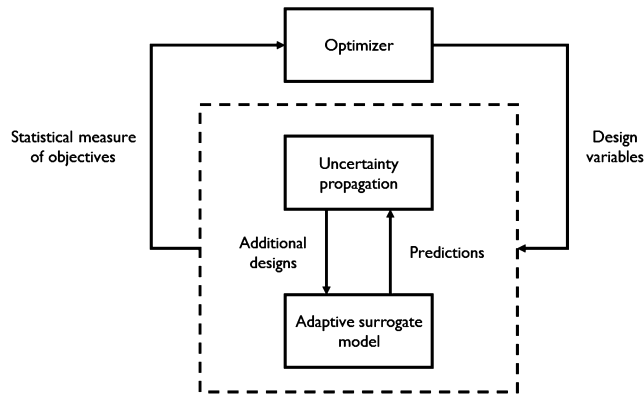 Optimizer
Statistical measure
of objectives
Design
variables
Uncertainty
propagation
Additional
designs
Predictions
Adaptive surrogate
model